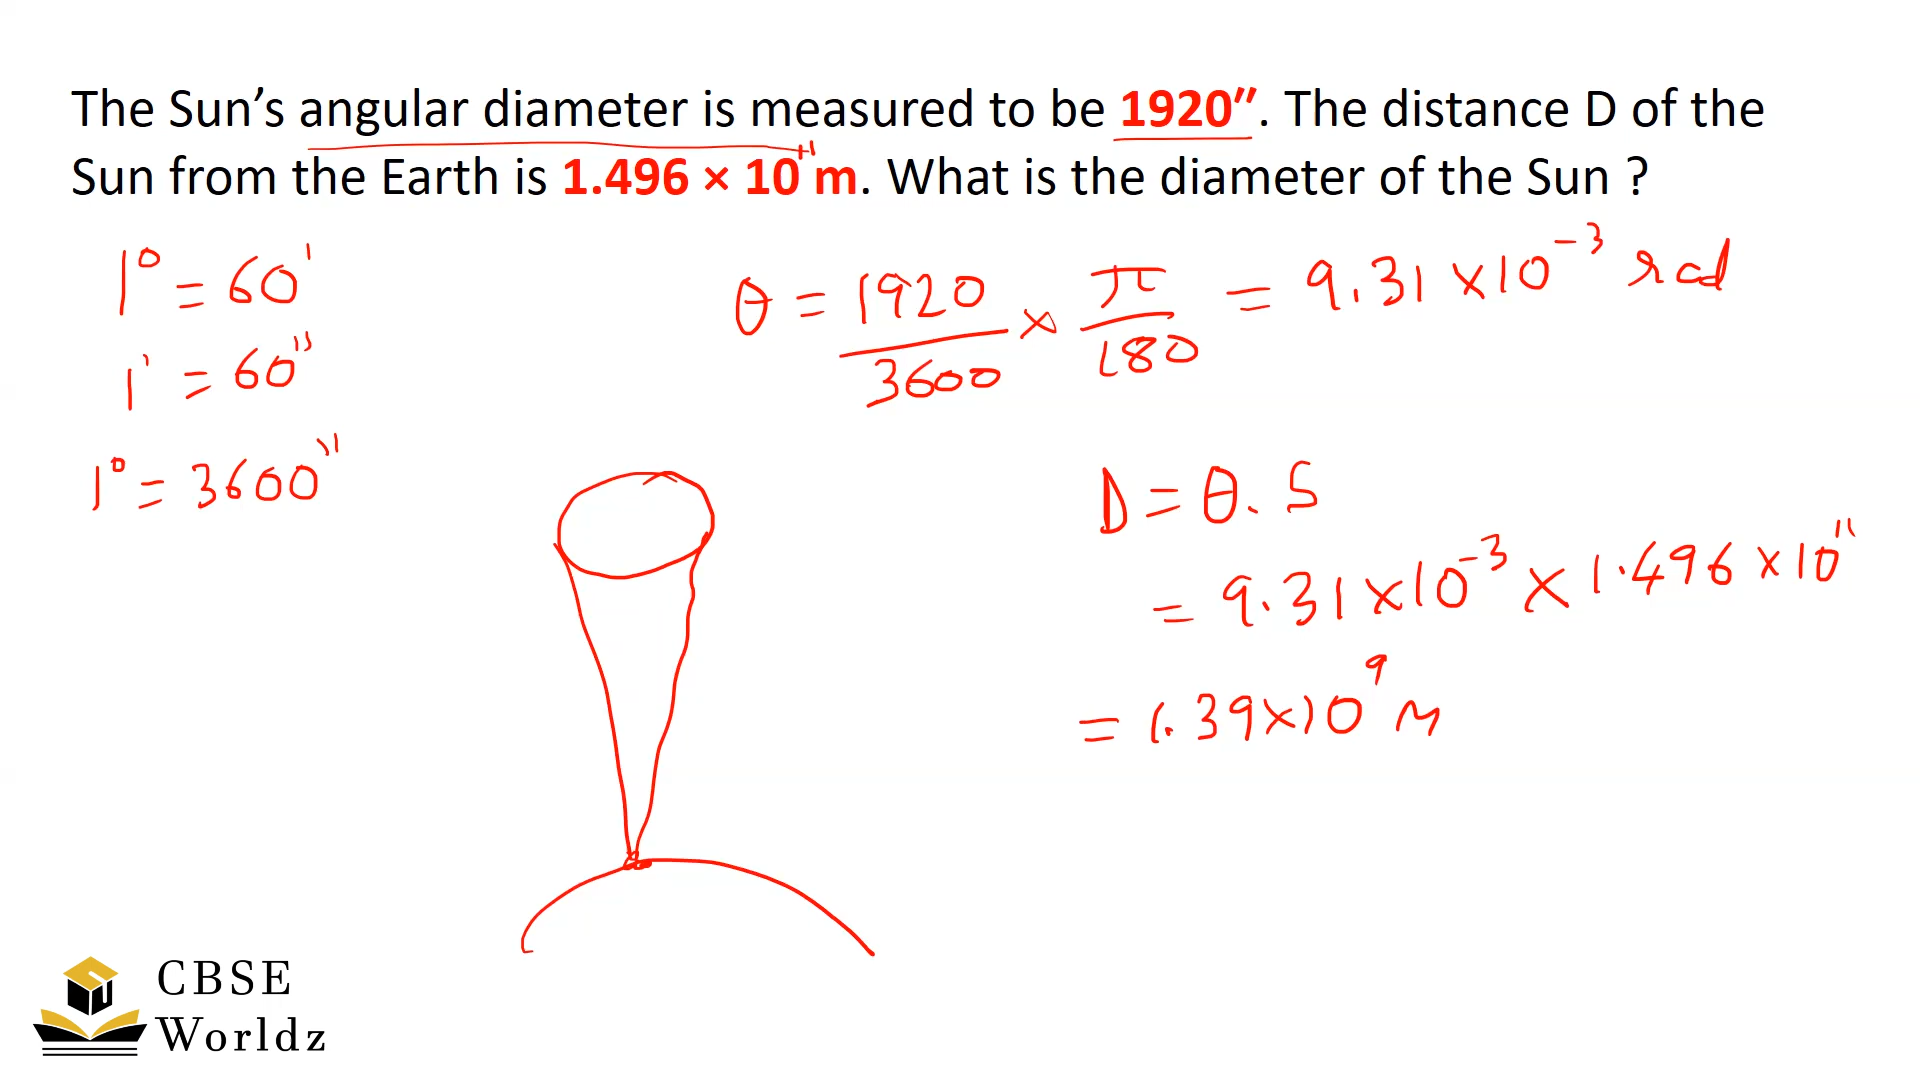 The Sun’s angular diameter is measured to be 1920″. The distance D of the
Sun from the Earth is 1.496 × 10¹¹ m. What is the diameter of the Sun ?
1° = 60'
1' = 60''
1° = 3600''
θ = 1920/3600 × π/180 = 9.31 × 10⁻³ rad
D = θ . S
= 9.31 × 10⁻³ × 1.496 × 10¹¹
= 1.39 × 10⁹ m
CBSE
Worldz